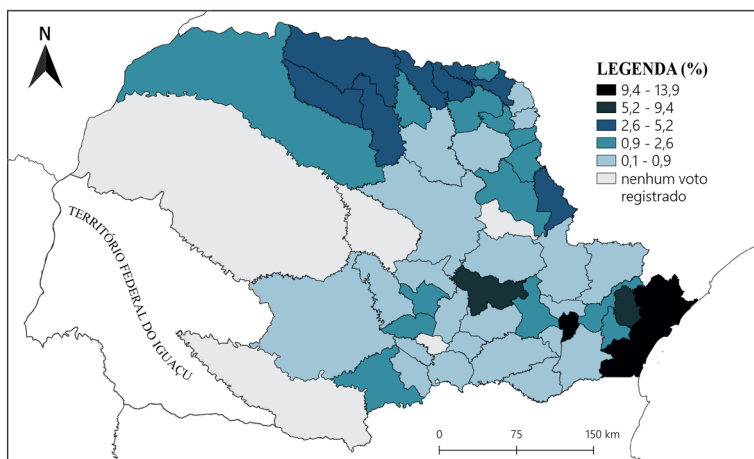 N
LEGENDA (%)
9,4 - 13,9
5,2 - 9,4
2,6 - 5,2
0,9 - 2,6
0,1 - 0,9
nenhum voto
registrado
TERRITÓRIO FEDERAL DO IGUAÇU
0 75 150 km